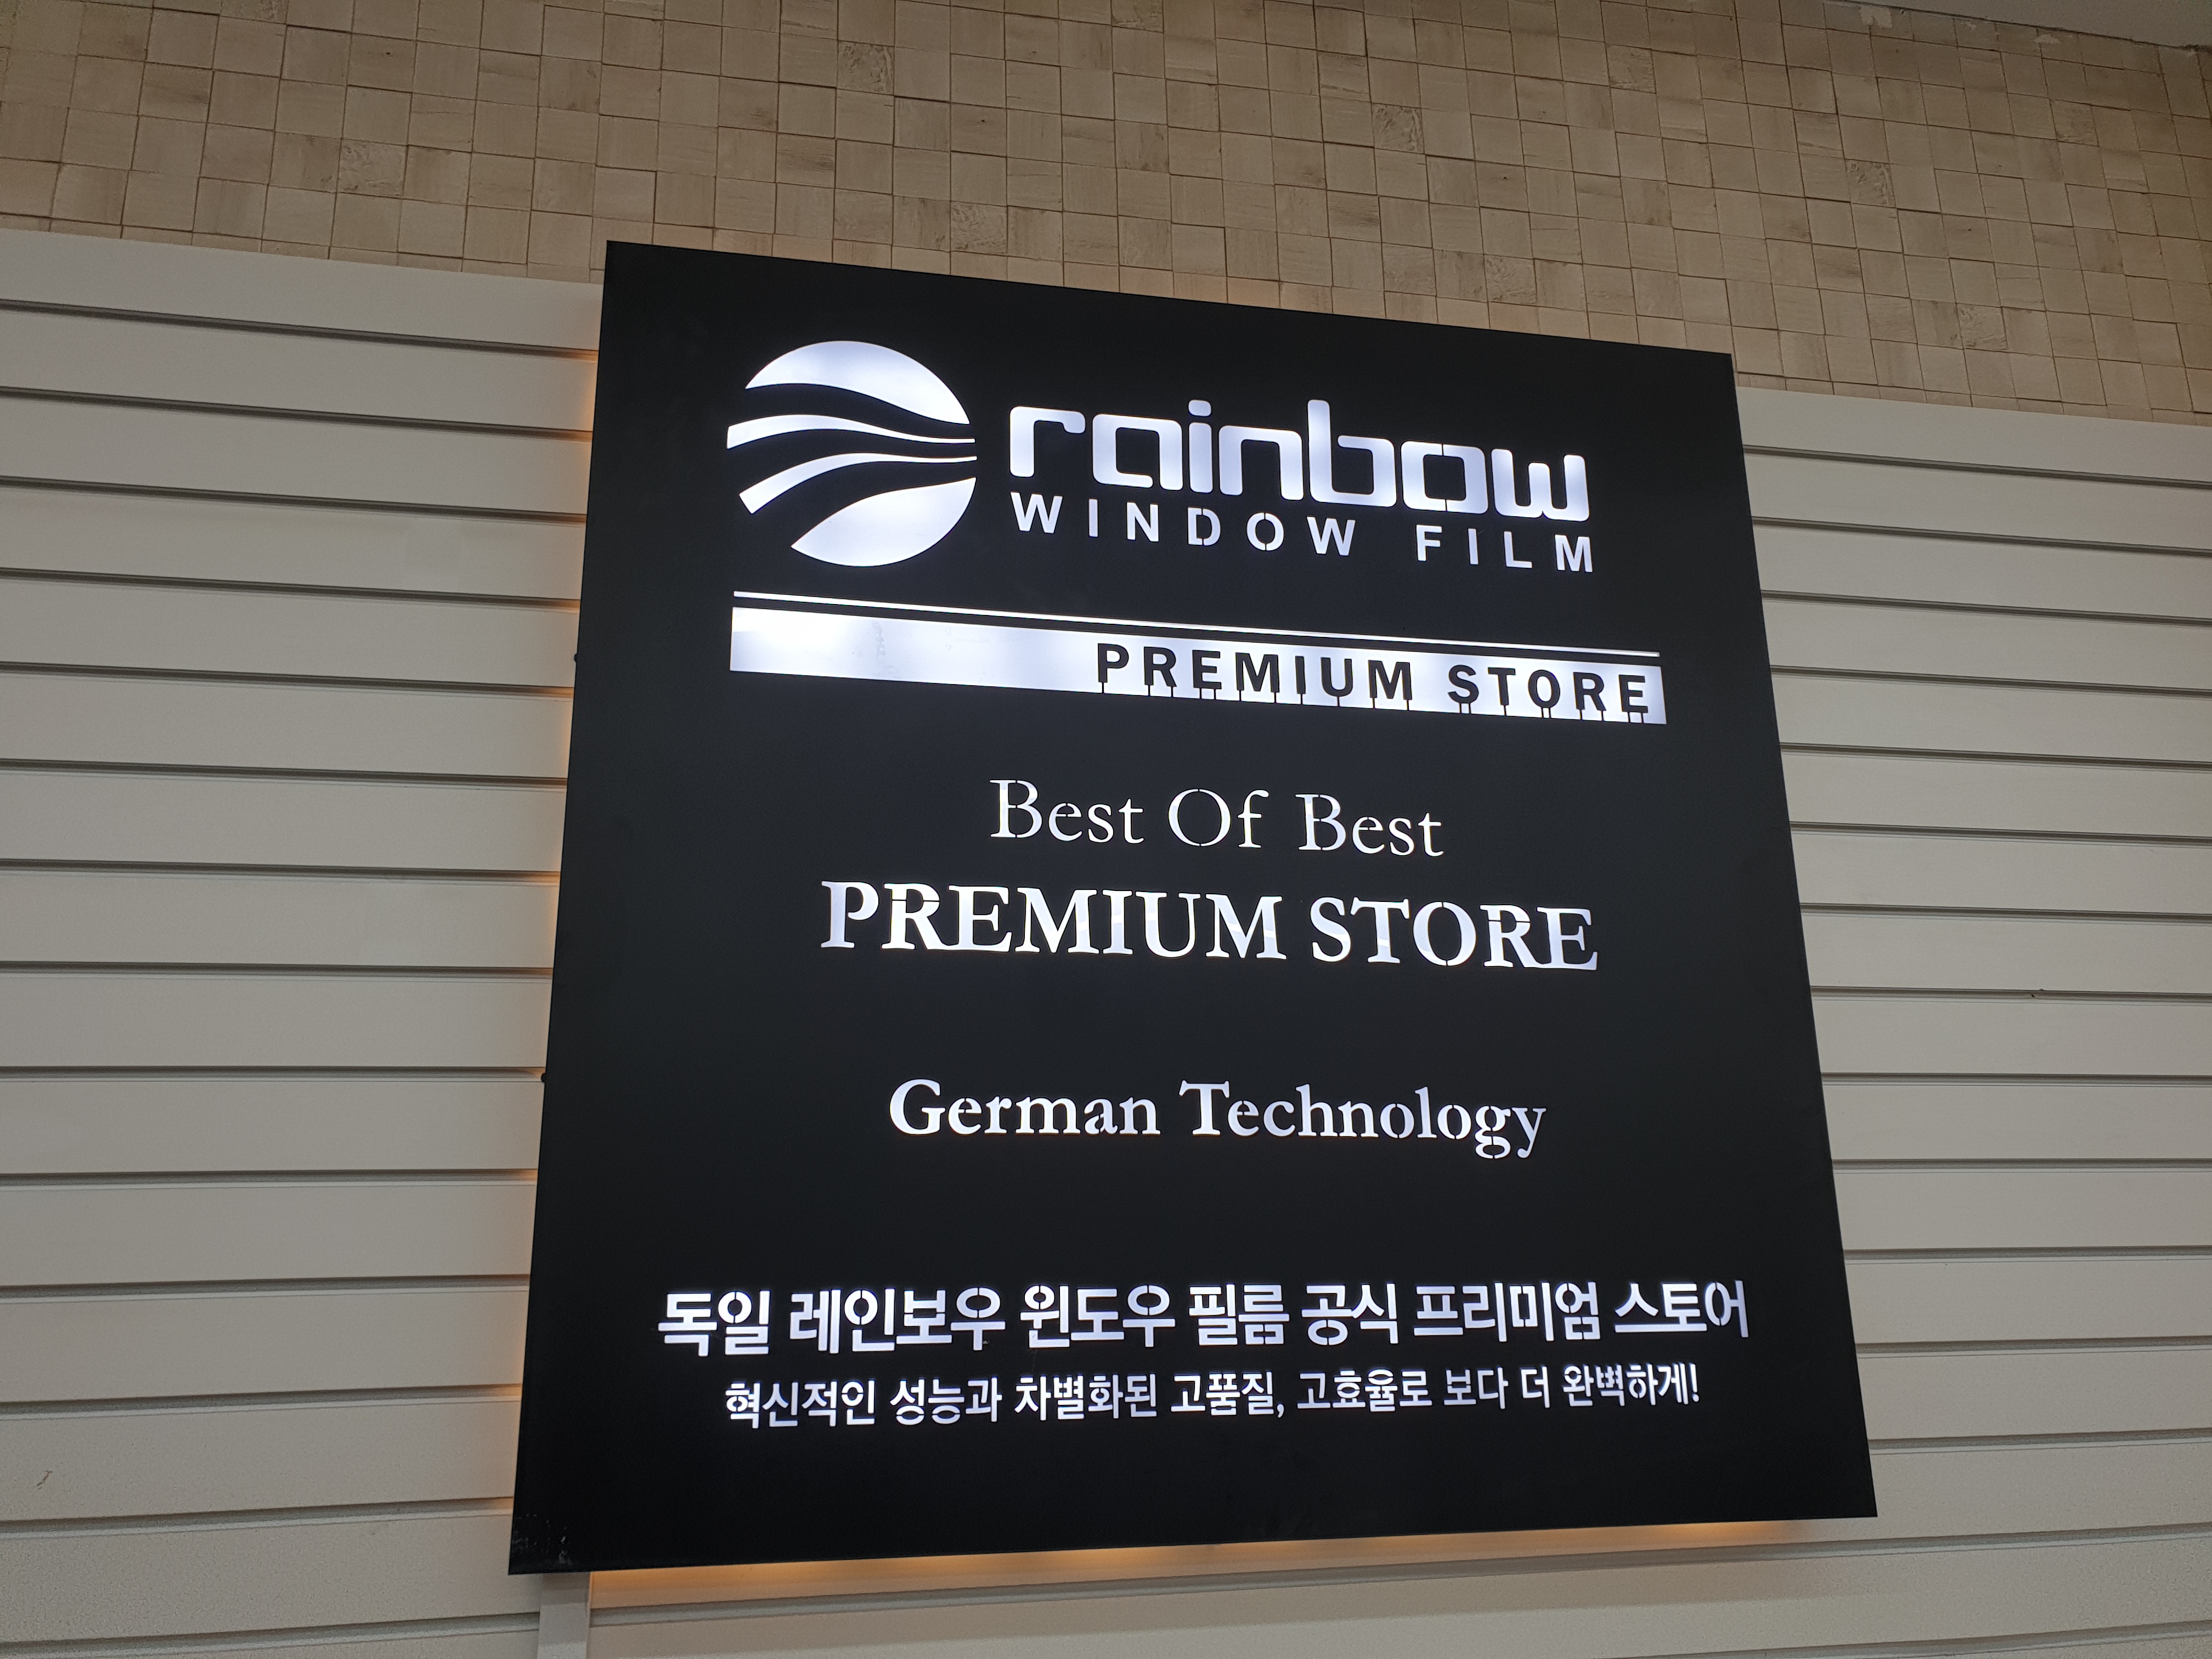 rainbow
WINDOW FILM
PREMIUM STORE
Best Of Best
PREMIUM STORE
German Technology
독일 레인보우 윈도우 필름 공식 프리미엄 스토어
혁신적인 성능과 차별화된 고품질, 고효율로 보다 더 완벽하게!